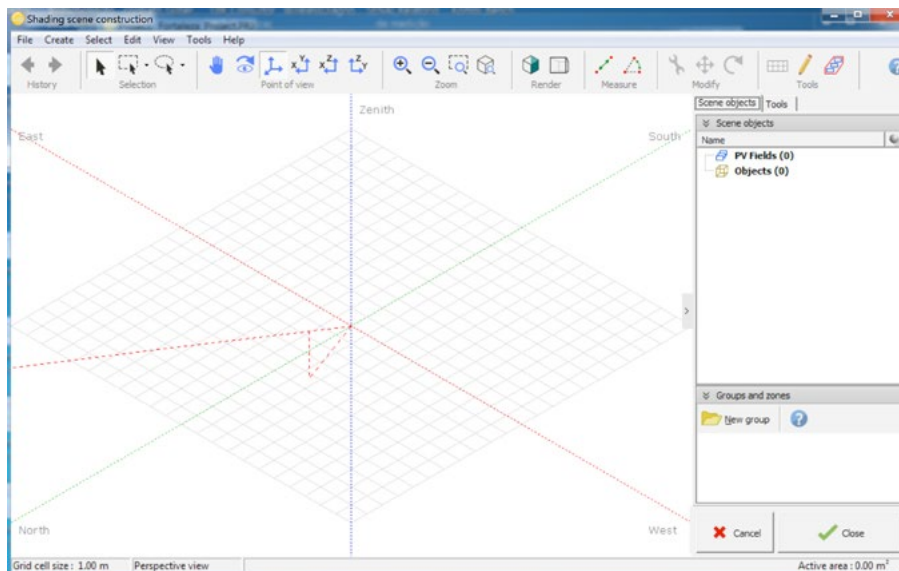 Shading scene construction
File Create Select Edit View Tools Help
History Selection Point of view Zoom Render Measure Modify Tools
Scene objects Tools
Scene objects
Name
PV Fields (0)
Objects (0)
Zenith
East
South
North
West
Groups and zones
New group
Cancel Close
Grid cell size : 1.00 m Perspective view Active area : 0.00 m²